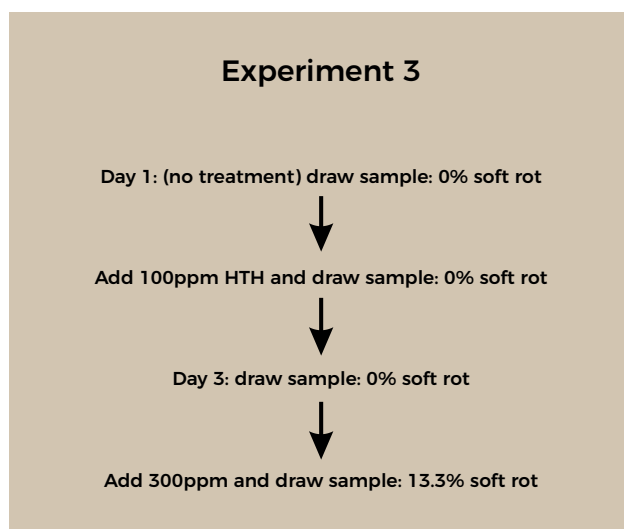 Experiment 3
Day 1: (no treatment) draw sample: 0% soft rot
Add 100ppm HTH and draw sample: 0% soft rot
Day 3: draw sample: 0% soft rot
Add 300ppm and draw sample: 13.3% soft rot